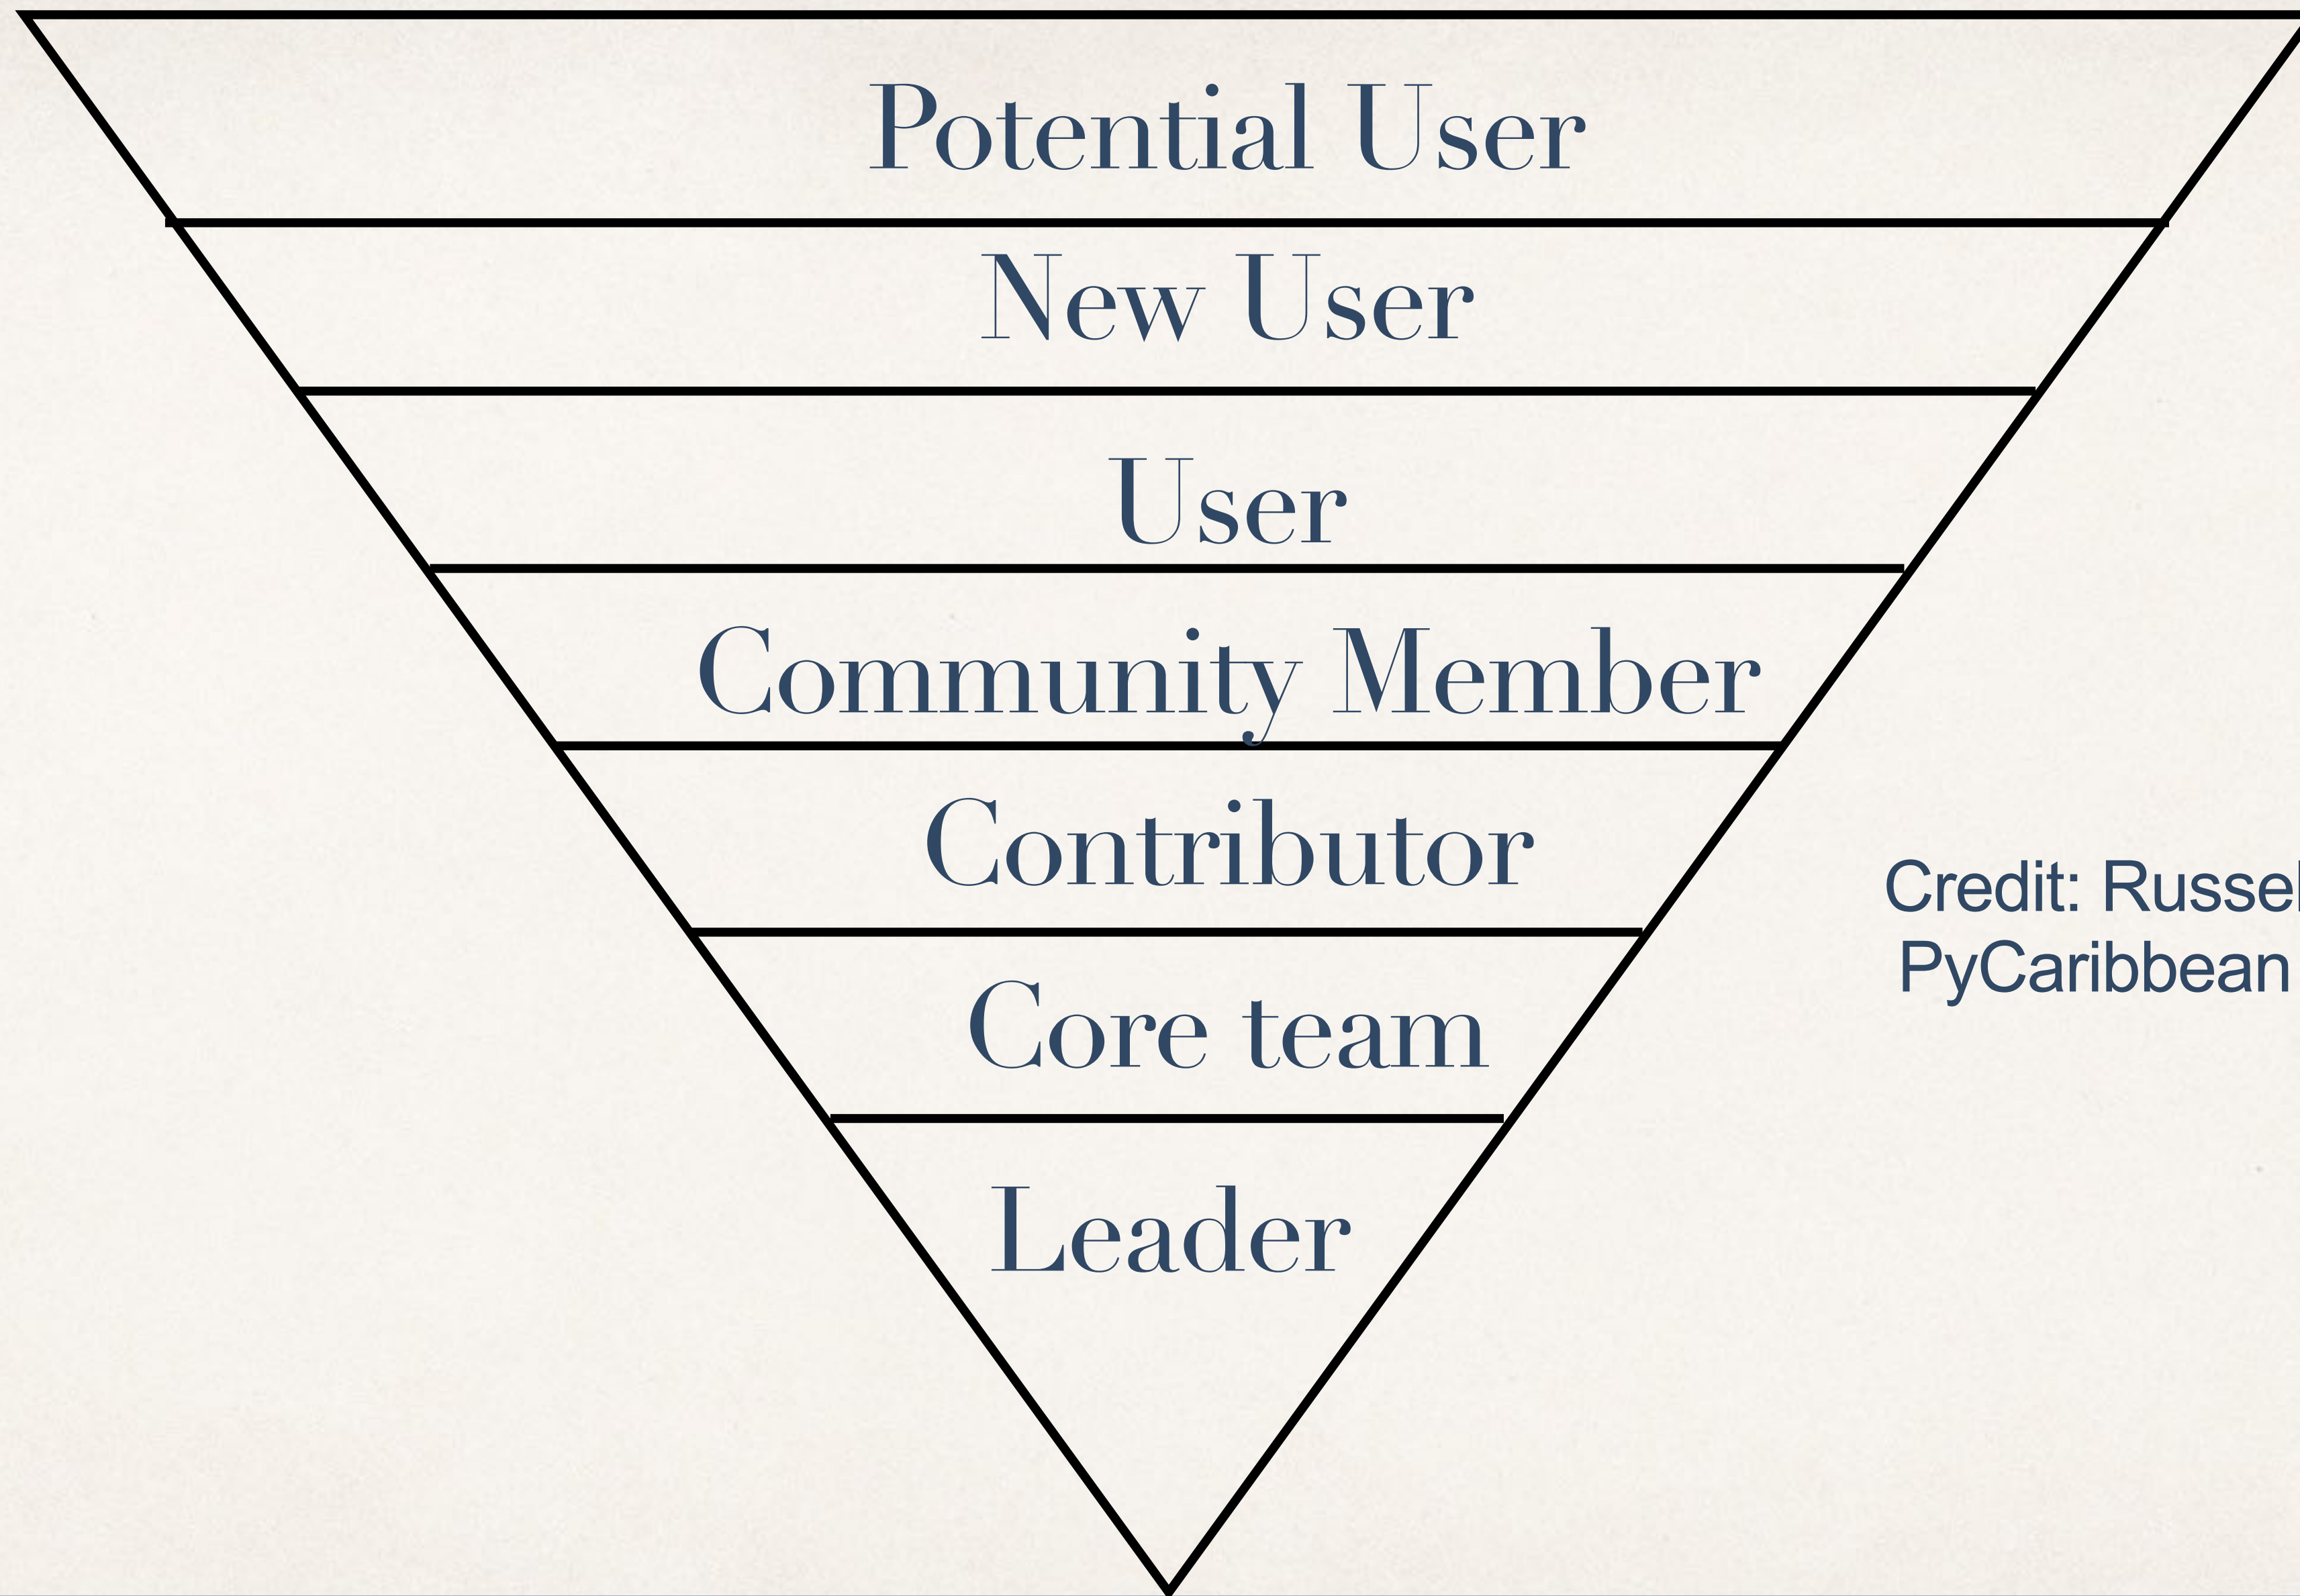 Potential User
New User
User
Community Member
Contributor
Credit: Russel
PyCaribbean
Core team
Leader